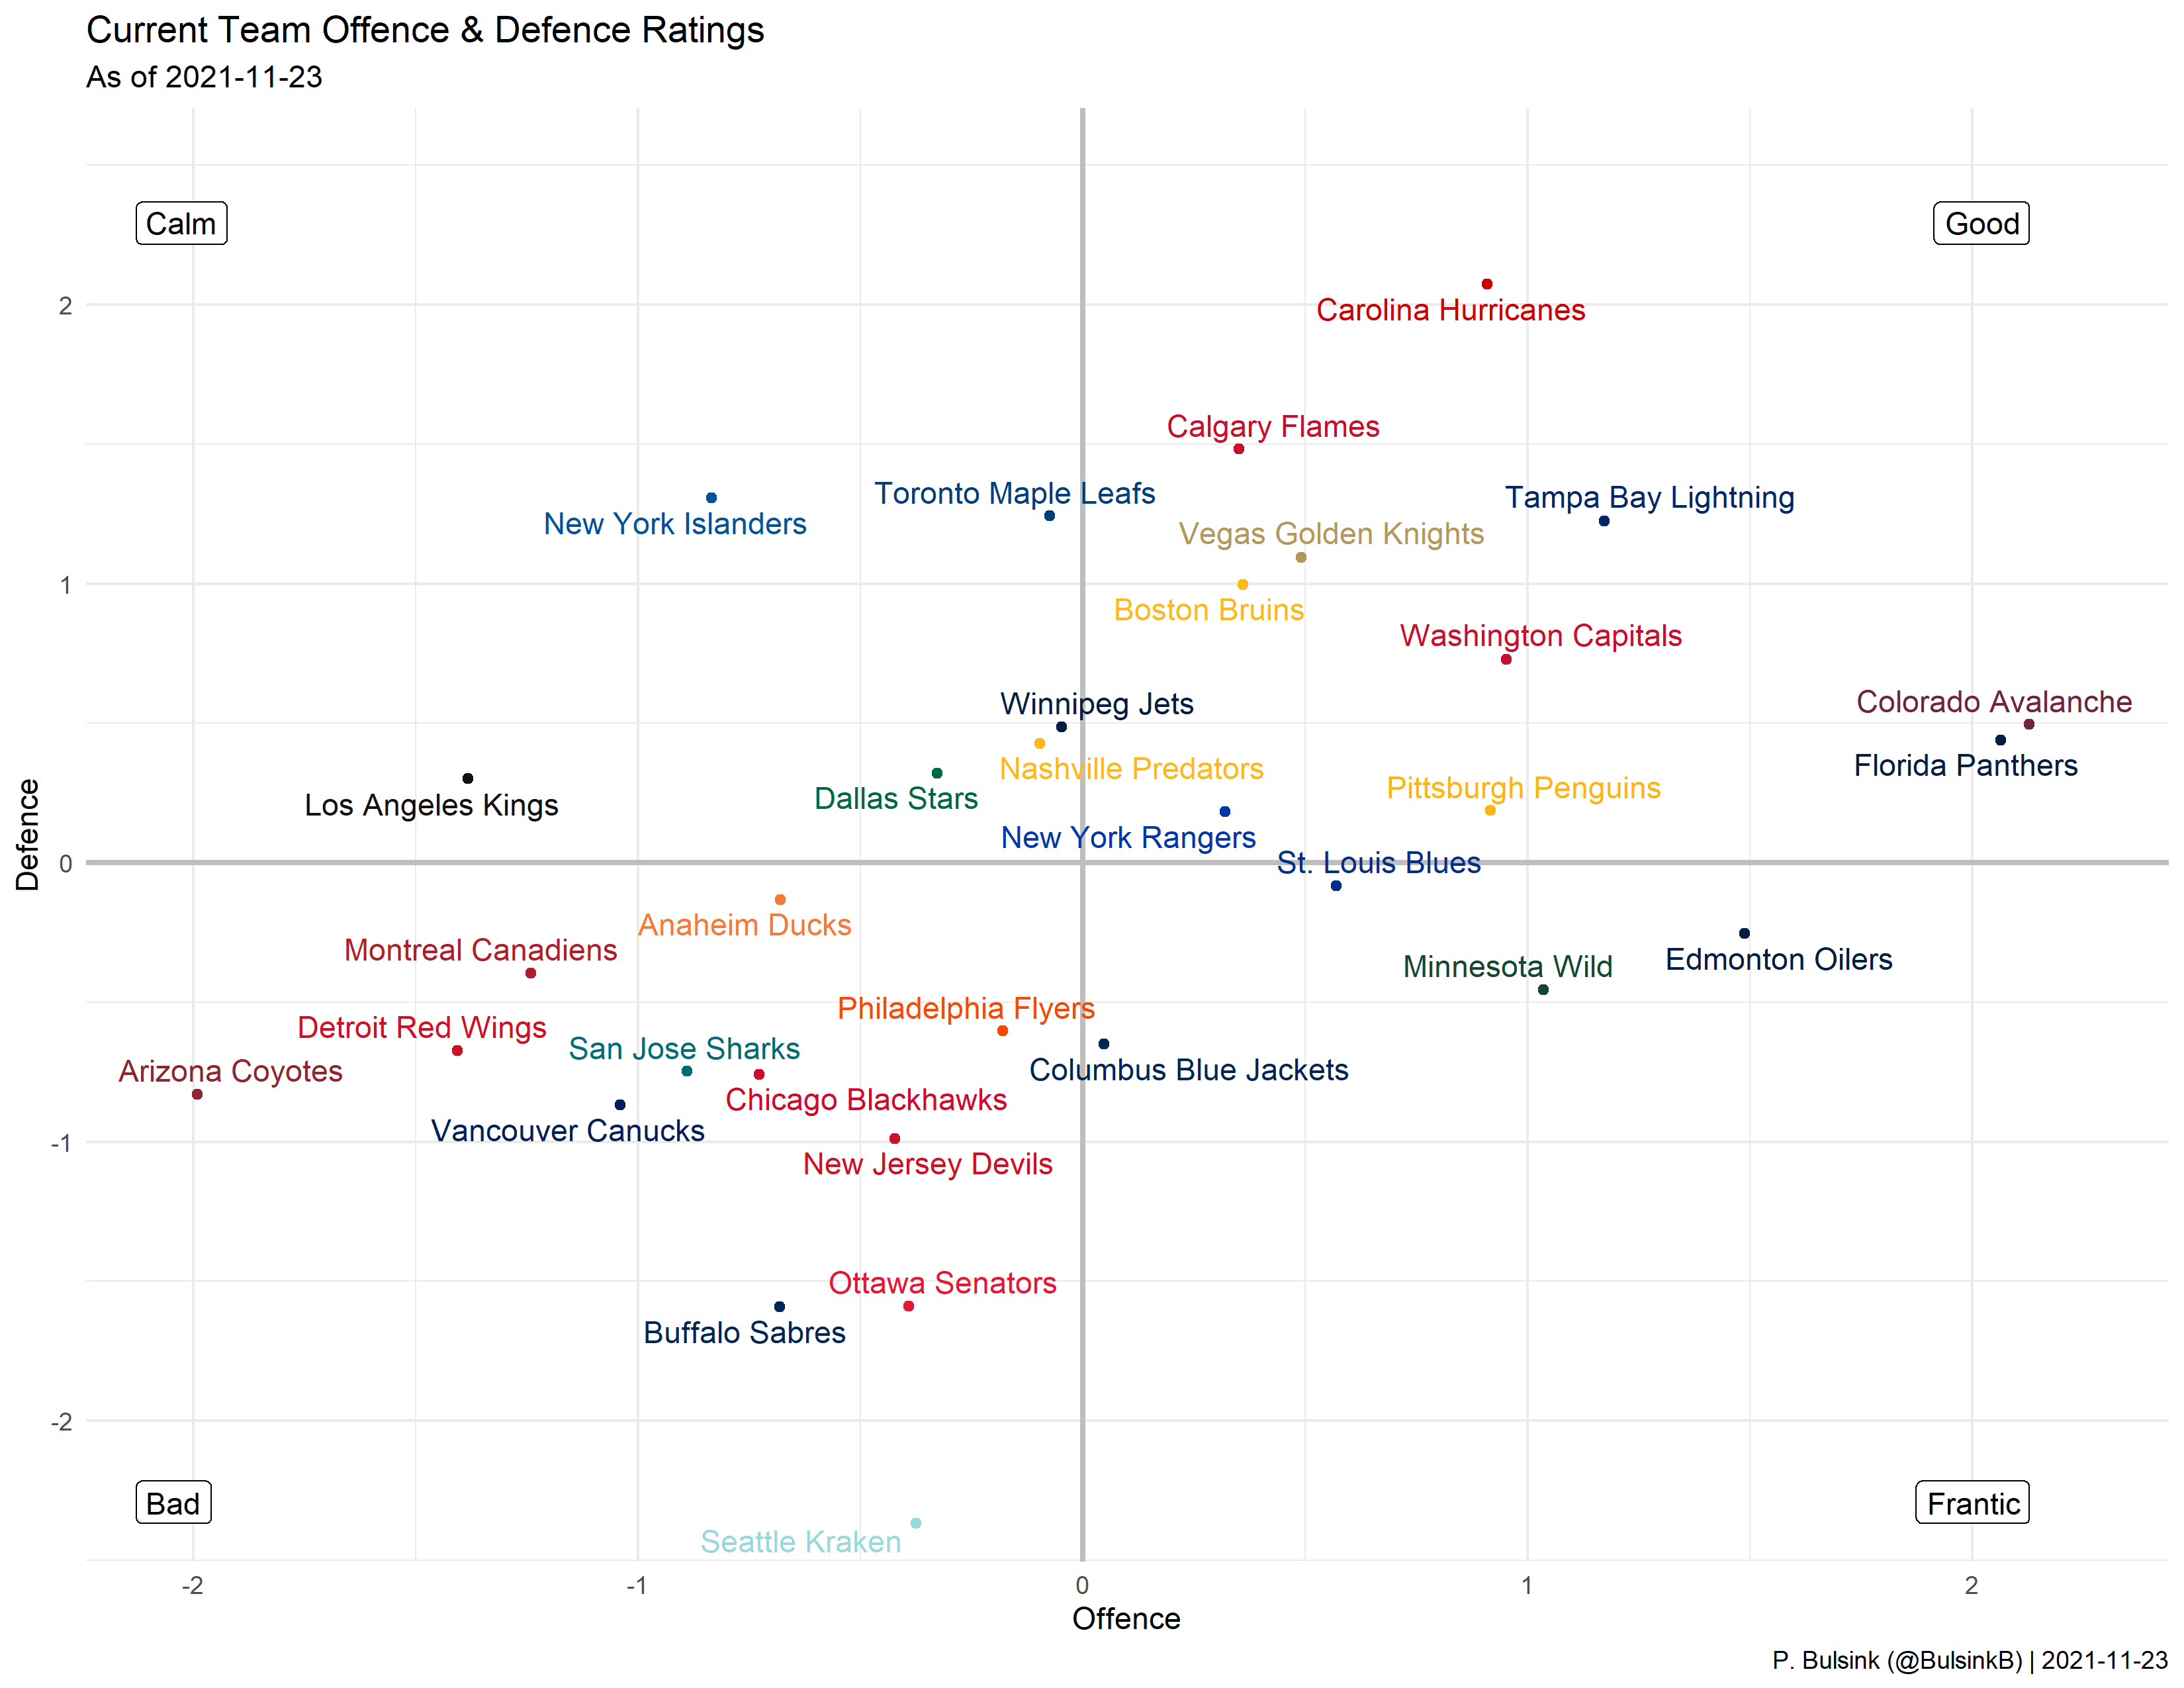 Current Team Offence & Defence Ratings
As of 2021-11-23
Calm
Good
2
Carolina Hurricanes
Calgary Flames
Toronto Maple Leafs
Tampa Bay Lightning
New York Islanders
Vegas Golden Knights
1
Boston Bruins
Washington Capitals
Winnipeg Jets
Colorado Avalanche
Nashville Predators
Florida Panthers
Pittsburgh Penguins
Dallas Stars
Los Angeles Kings
New York Rangers
Defence
0
St. Louis Blues
Anaheim Ducks
Montreal Canadiens
Edmonton Oilers
Minnesota Wild
Philadelphia Flyers
Detroit Red Wings
San Jose Sharks
Arizona Coyotes
Columbus Blue Jackets
Chicago Blackhawks
Vancouver Canucks
-1
New Jersey Devils
Ottawa Senators
Buffalo Sabres
-2
Bad
Frantic
Seattle Kraken
-2
-1
0
1
2
Offence
P. Bulsink (@BulsinkB) | 2021-11-23